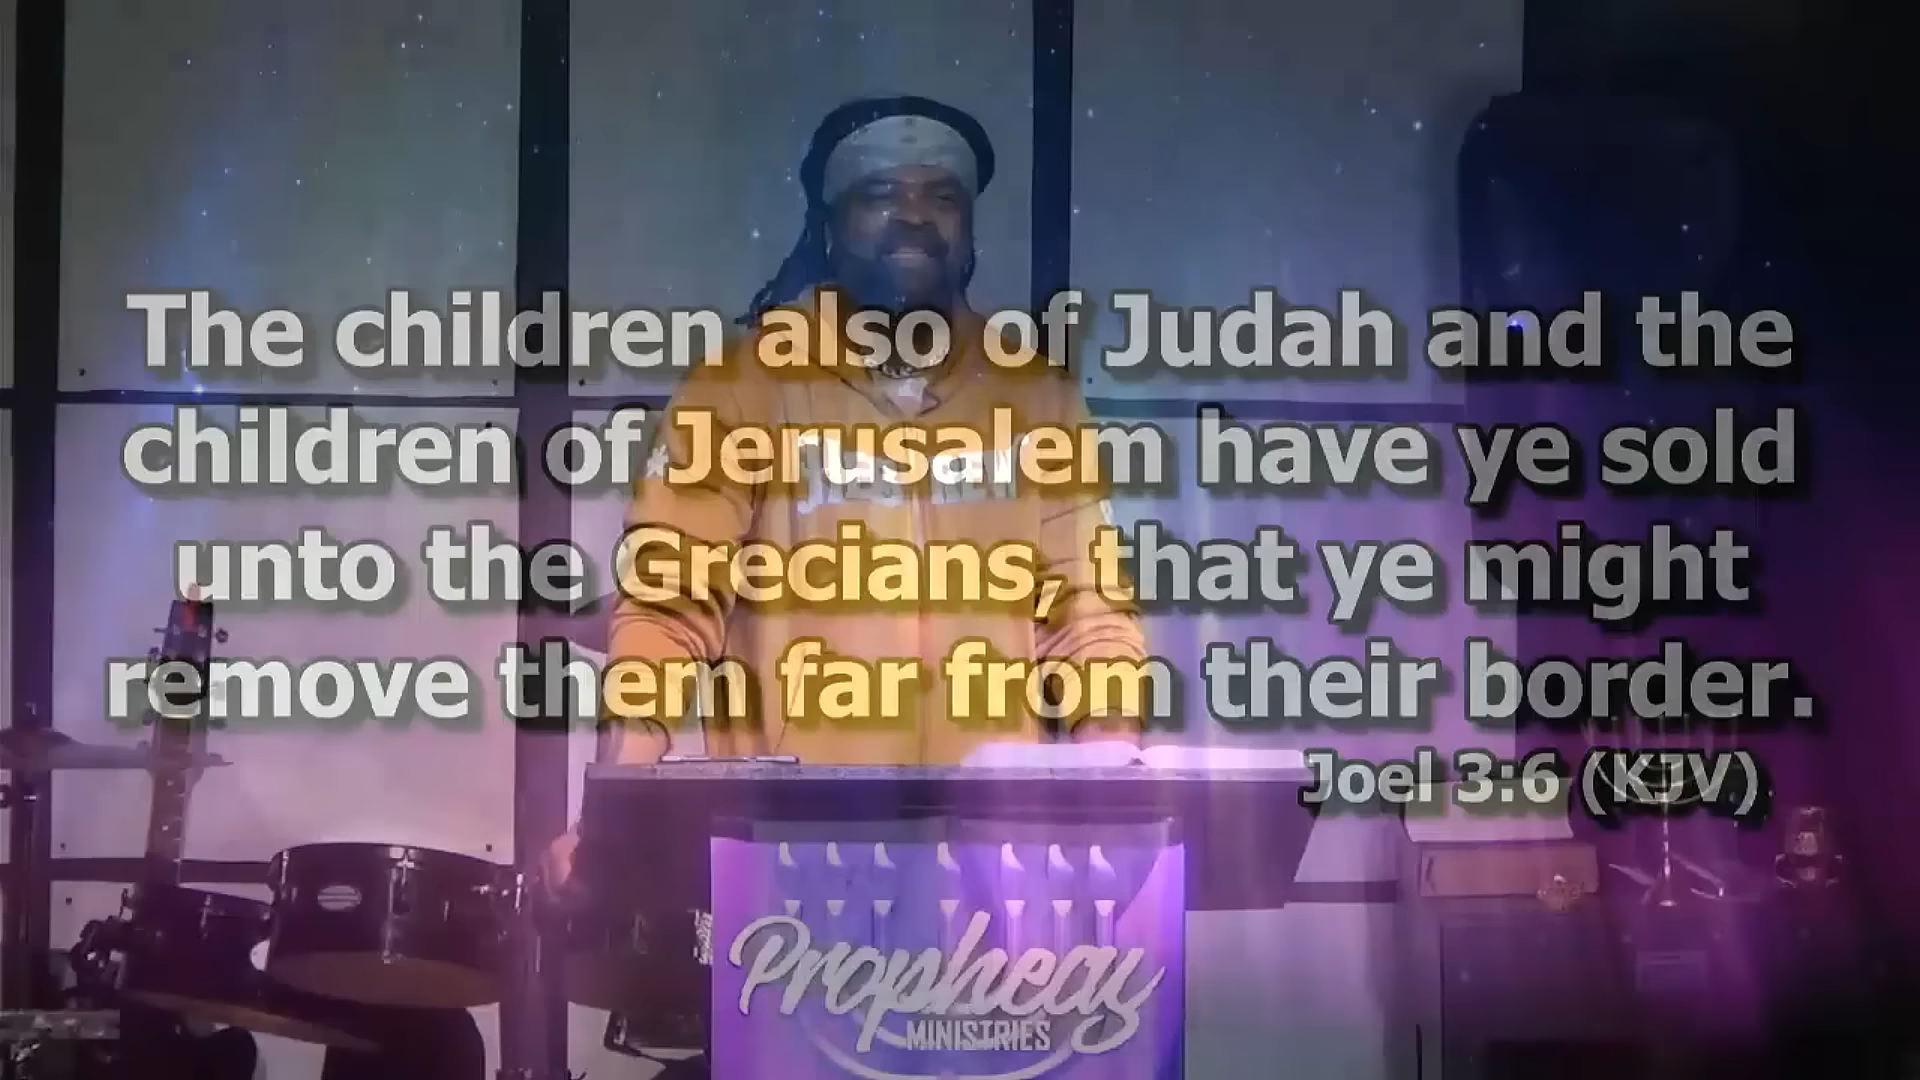 The children also of Judah and the
children of Jerusalem have ye sold
unto the Grecians, that ye might
remove them far from their border.
Joel 3:6 (KJV)
Prophecy
MINISTRIES